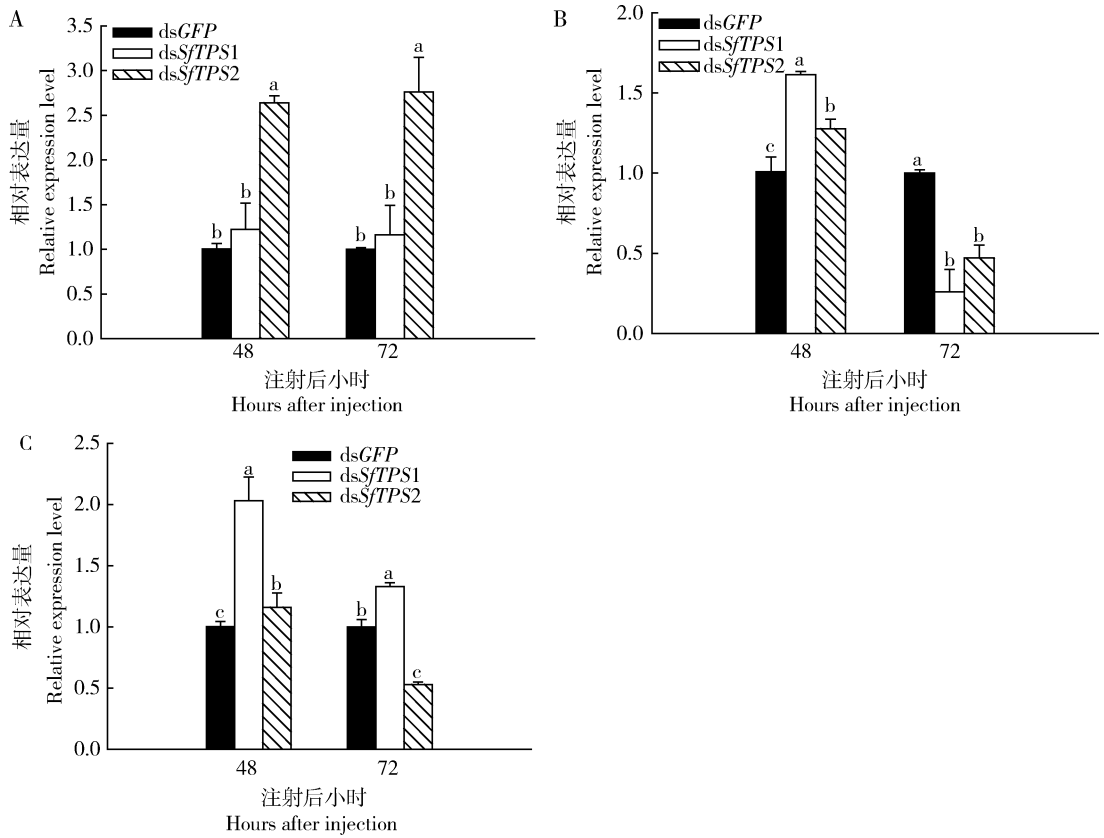 A
3.5
3.0
2.5
2.0
1.5
1.0
0.5
0.0
相对表达量
Relative expression level
dsGFP
dsSfTPS1
dsSfTPS2
b
b
a
b
b
a
48
72
注射后小时
Hours after injection
B
2.0
1.5
1.0
0.5
0.0
相对表达量
Relative expression level
dsGFP
dsSfTPS1
dsSfTPS2
c
a
b
a
b
b
48
72
注射后小时
Hours after injection
C
2.5
2.0
1.5
1.0
0.5
0.0
相对表达量
Relative expression level
dsGFP
dsSfTPS1
dsSfTPS2
c
a
b
b
a
c
48
72
注射后小时
Hours after injection